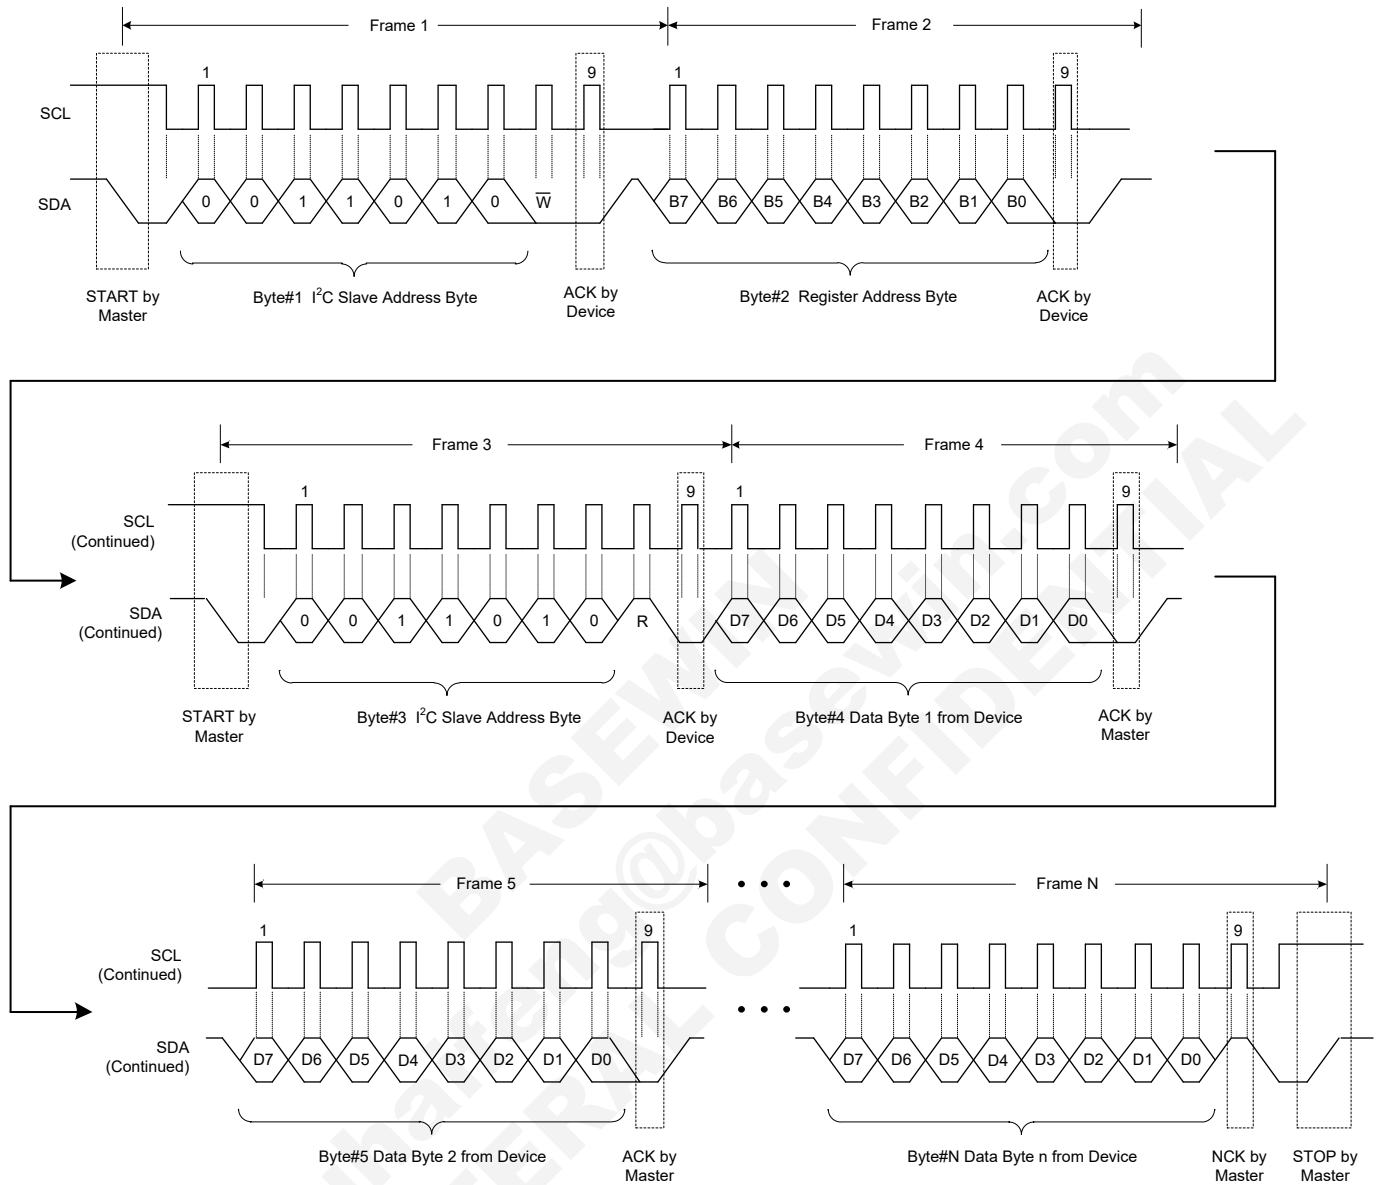 Frame 1 Frame 2
1 9 1 9
SCL
SDA 0 0 1 1 0 1 0 W B7 B6 B5 B4 B3 B2 B1 B0
START by Master
Byte#1 I2C Slave Address Byte
ACK by Device
Byte#2 Register Address Byte
ACK by Device
Frame 3 Frame 4
1 9 1 9
SCL
(Continued)
SDA
(Continued)
0 0 1 1 0 1 0 R D7 D6 D5 D4 D3 D2 D1 D0
START by Master
Byte#3 I2C Slave Address Byte
ACK by Device
Byte#4 Data Byte 1 from Device
ACK by Master
Frame 5 • • • Frame N
1 9 1 9
SCL
(Continued)
• • •
SDA
(Continued)
D7 D6 D5 D4 D3 D2 D1 D0 D7 D6 D5 D4 D3 D2 D1 D0
Byte#5 Data Byte 2 from Device
ACK by Master
Byte#N Data Byte n from Device
NCK by Master
STOP by Master
BASEWIN
CONFIDENTIAL